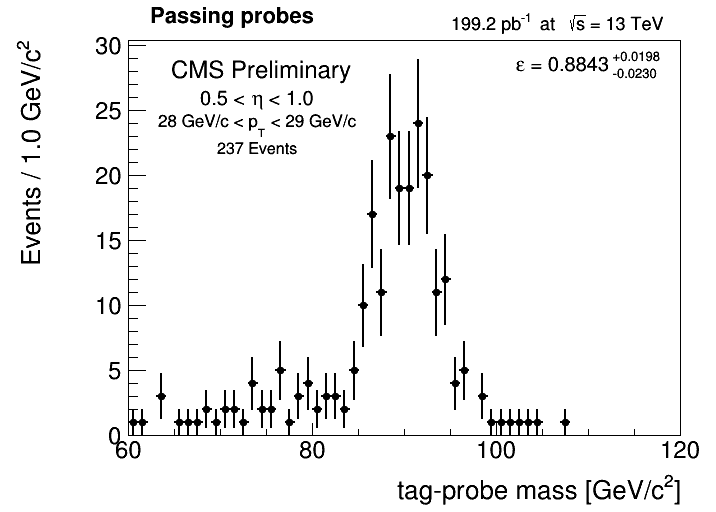 Passing probes
199.2 pb⁻¹ at √s = 13 TeV
CMS Preliminary
0.5 < η < 1.0
28 GeV/c < p_T < 29 GeV/c
237 Events
ε = 0.8843 +0.0198 -0.0230
Events / 1.0 GeV/c²
30
25
20
15
10
5
0
60 80 100 120
tag-probe mass [GeV/c²]